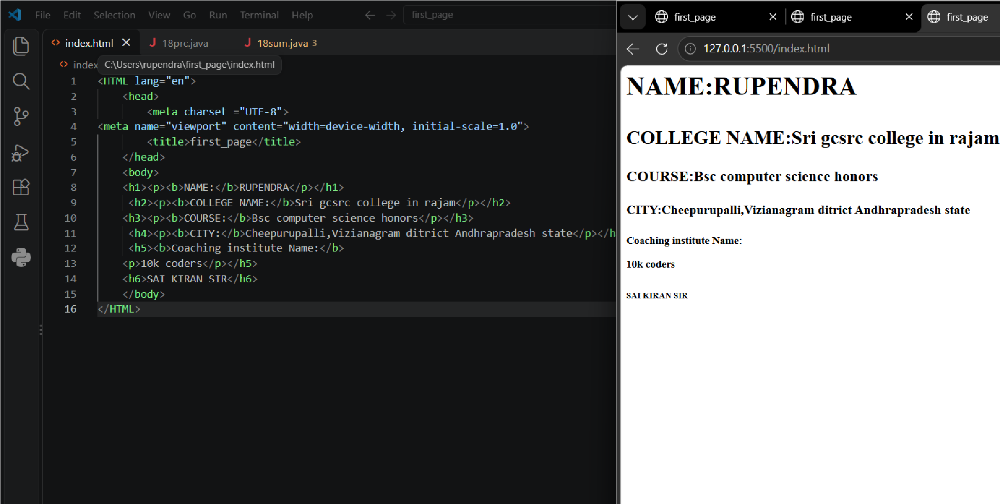 File Edit Selection View Go Run Terminal Help first_page
index.html 18prc.java 18sum.java 3
index C:\Users\rupendra\first_page\index.html
1 <HTML lang="en">
2 <head>
3 <meta charset ="UTF-8">
4 <meta name="viewport" content="width=device-width, initial-scale=1.0">
5 <title>first_page</title>
6 </head>
7 <body>
8 <h1><p><b>NAME:</b>RUPENDRA</p></h1>
9 <h2><p><b>COLLEGE NAME:</b>Sri gcsrc college in rajam</p></h2>
10 <h3><p><b>COURSE:</b>Bsc computer science honors</p></h3>
11 <h4><p><b>CITY:</b>Cheepurupalli,Vizianagram ditrict Andhrapradesh state</p></h
12 <h5><b>Coaching institute Name:</b>
13 <p>10k coders</p></h5>
14 <h6>SAI KIRAN SIR</h6>
15 </body>
16 </HTML>
first_page first_page first_page
127.0.0.1:5500/index.html
NAME:RUPENDRA
COLLEGE NAME:Sri gcsrc college in rajam
COURSE:Bsc computer science honors
CITY:Cheepurupalli,Vizianagram ditrict Andhrapradesh state
Coaching institute Name:
10k coders
SAI KIRAN SIR